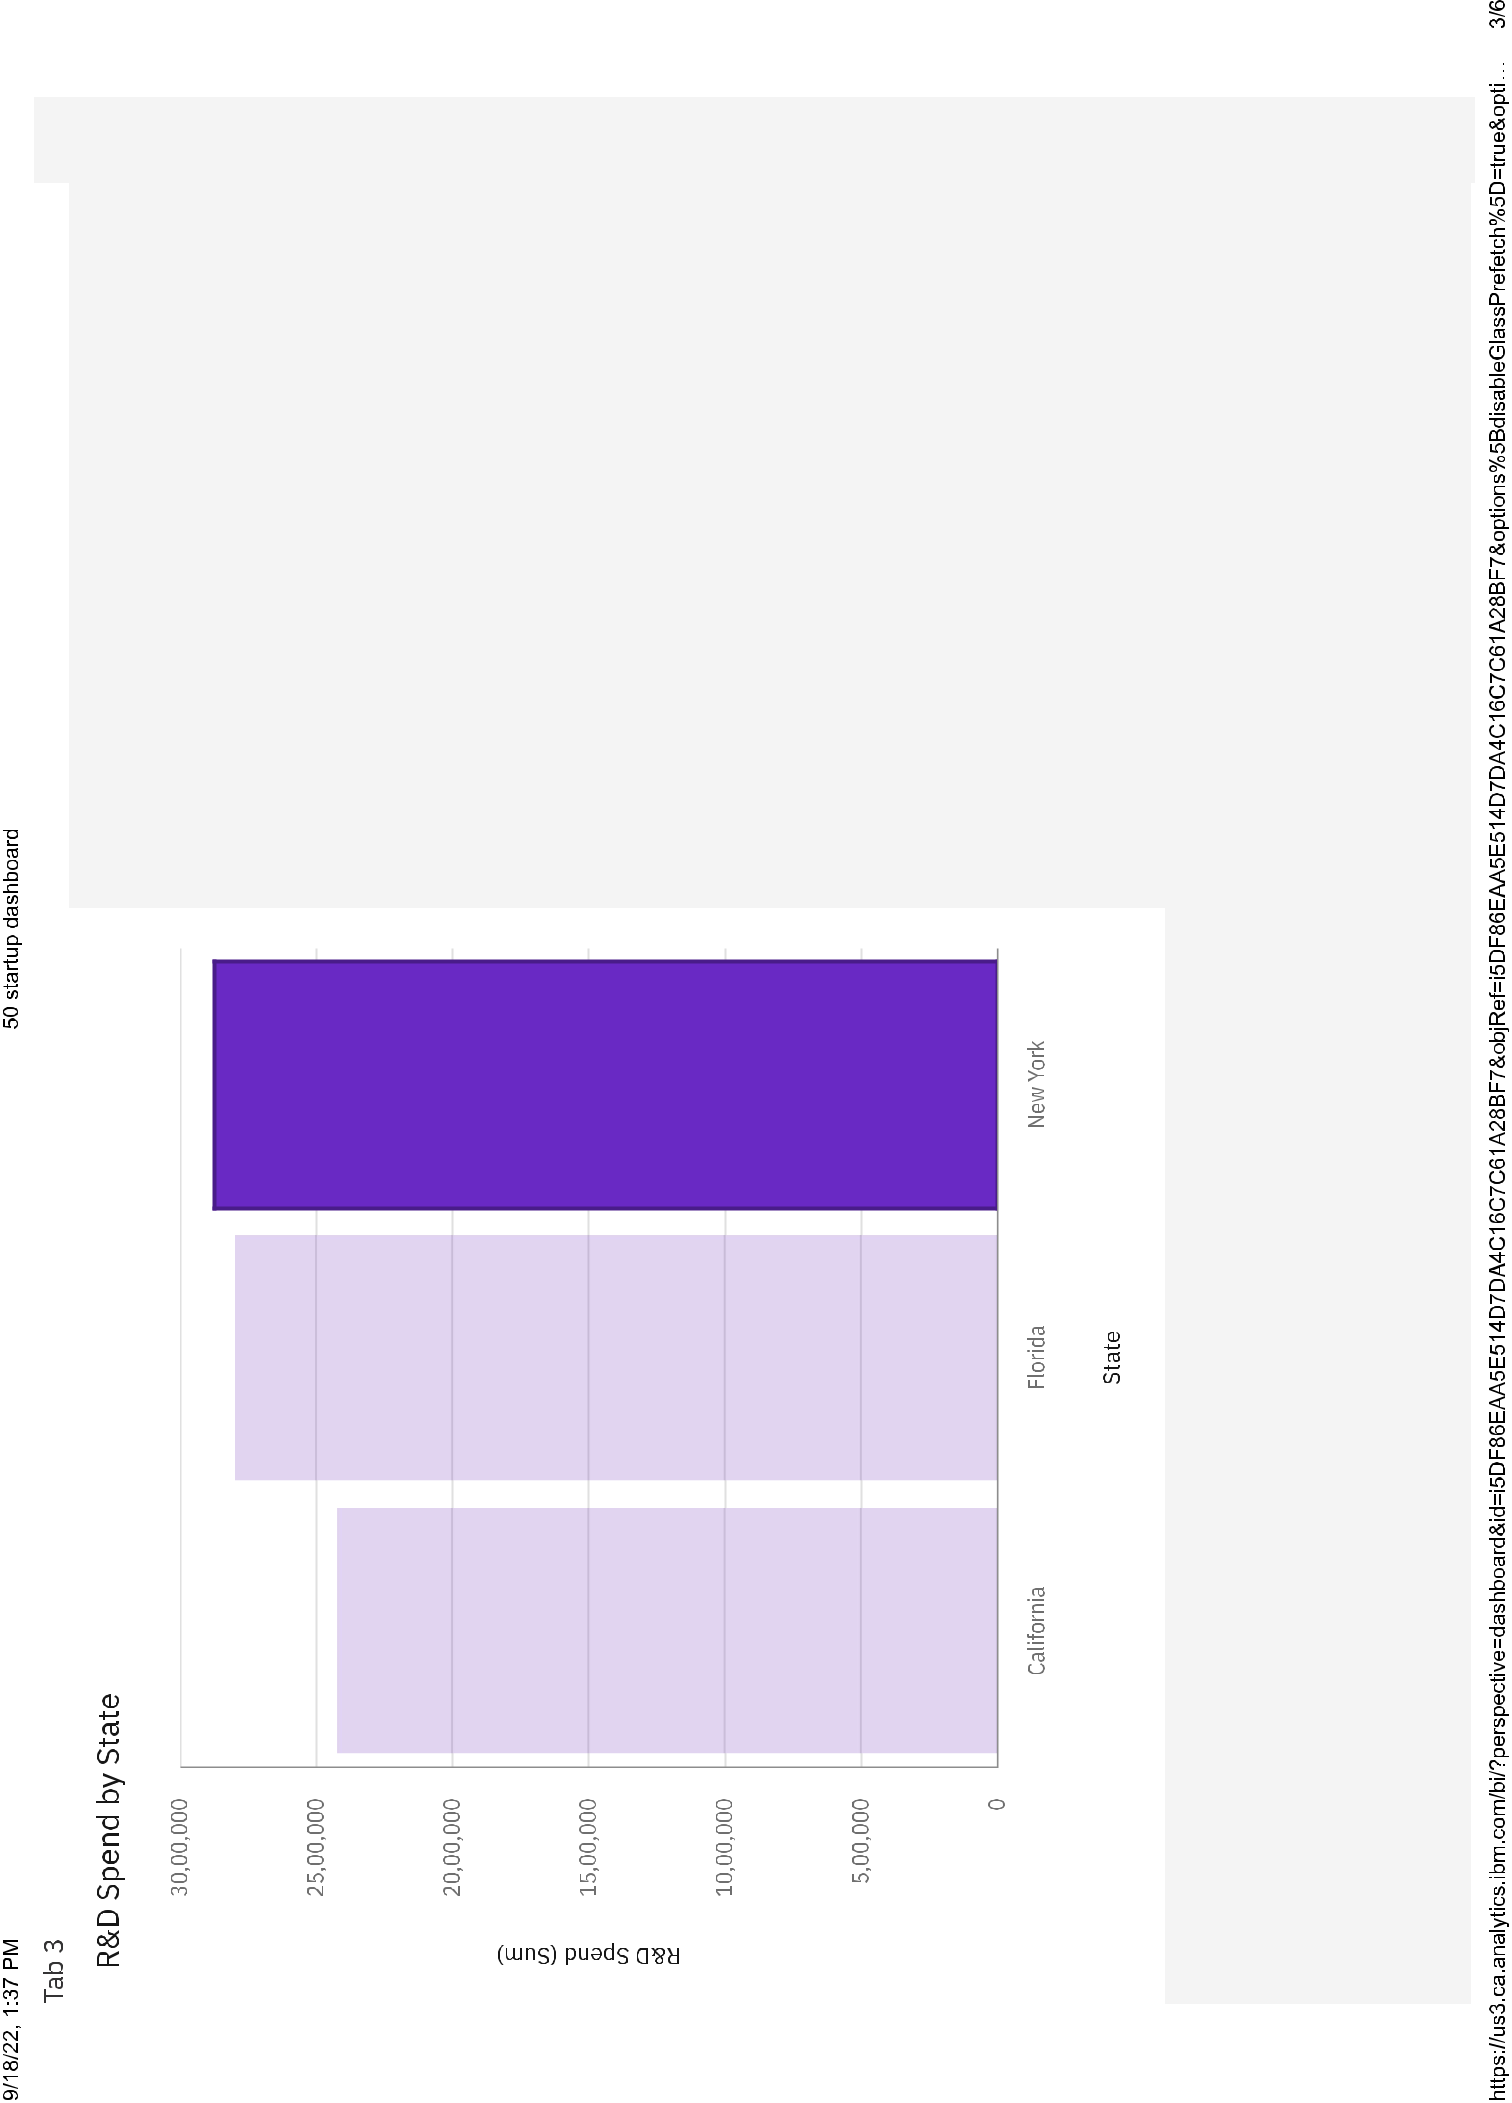 9/18/22, 1:37 PM
50 startup dashboard
Tab 3
R&D Spend by State
R&D Spend (Sum)
30,00,000
25,00,000
20,00,000
15,00,000
10,00,000
5,00,000
0
California
Florida
New York
State
https://us3.ca.analytics.ibm.com/bi/?perspective=dashboard&id=i5DF86EAA5E514D7DA4C16C7C61A28BF7&objRef=i5DF86EAA5E514D7DA4C16C7C61A28BF7&options%5BdisableGlassPrefetch%5D=true&opti…
3/6